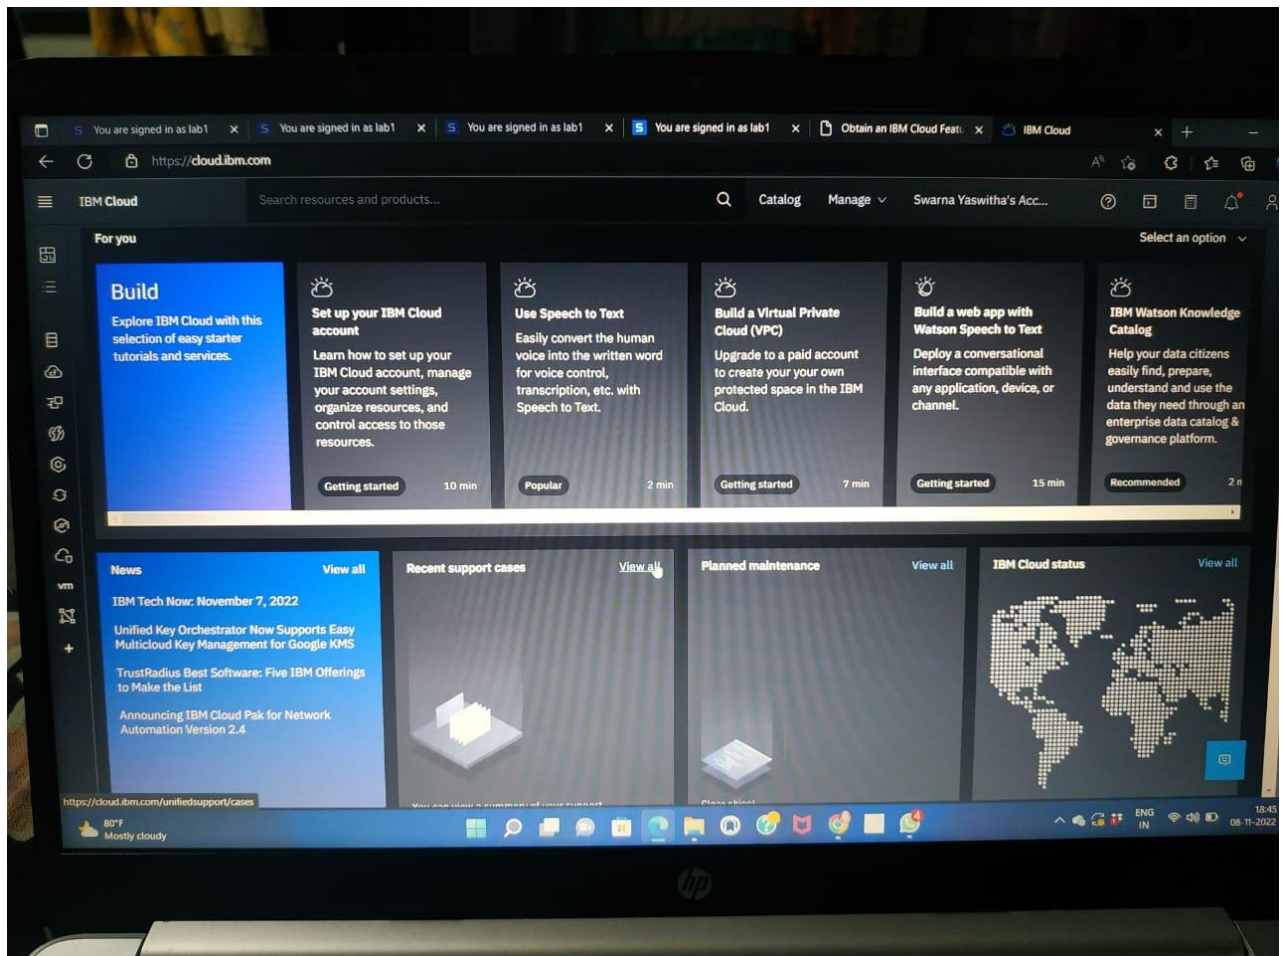 You are signed in as lab1
You are signed in as lab1
You are signed in as lab1
You are signed in as lab1
Obtain an IBM Cloud Featu
IBM Cloud
https://cloud.ibm.com
IBM Cloud
Search resources and products...
Catalog
Manage
Swarna Yaswitha's Acc...
For you
Select an option
Build
Explore IBM Cloud with this
selection of easy starter
tutorials and services.
Set up your IBM Cloud
account
Learn how to set up your
IBM Cloud account, manage
your account settings,
organize resources, and
control access to those
resources.
Getting started
10 min
Use Speech to Text
Easily convert the human
voice into the written word
for voice control,
transcription, etc. with
Speech to Text.
Popular
2 min
Build a Virtual Private
Cloud (VPC)
Upgrade to a paid account
to create your your own
protected space in the IBM
Cloud.
Getting started
7 min
Build a web app with
Watson Speech to Text
Deploy a conversational
interface compatible with
any application, device, or
channel.
Getting started
15 min
IBM Watson Knowledge
Catalog
Help your data citizens
easily find, prepare,
understand and use the
data they need through an
enterprise data catalog &
governance platform.
Recommended
2
News
View all
IBM Tech Now: November 7, 2022
Unified Key Orchestrator Now Supports Easy
Multicloud Key Management for Google KMS
TrustRadius Best Software: Five IBM Offerings
to Make the List
Announcing IBM Cloud Pak for Network
Automation Version 2.4
Recent support cases
View all
You can view a summary of your support
Planned maintenance
View all
Clear skies!
IBM Cloud status
View all
vm
https://cloud.ibm.com/unifiedsupport/cases
80°F
Mostly cloudy
4
ENG
IN
18:45
08-11-2022
hp